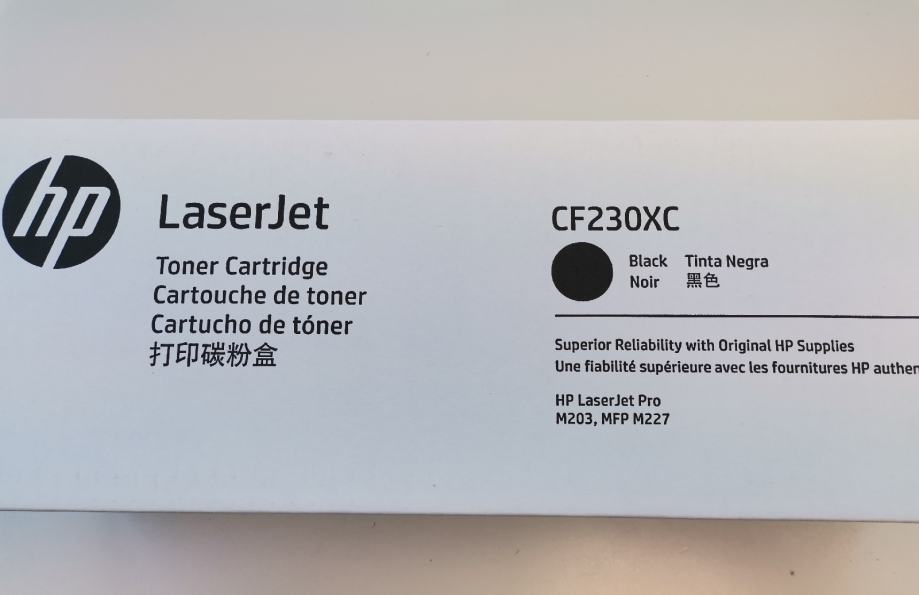 hp
LaserJet
Toner Cartridge
Cartouche de toner
Cartucho de tóner
打印碳粉盒
CF230XC
Black Tinta Negra
Noir 黑色
Superior Reliability with Original HP Supplies
Une fiabilité supérieure avec les fournitures HP authen
HP LaserJet Pro
M203, MFP M227